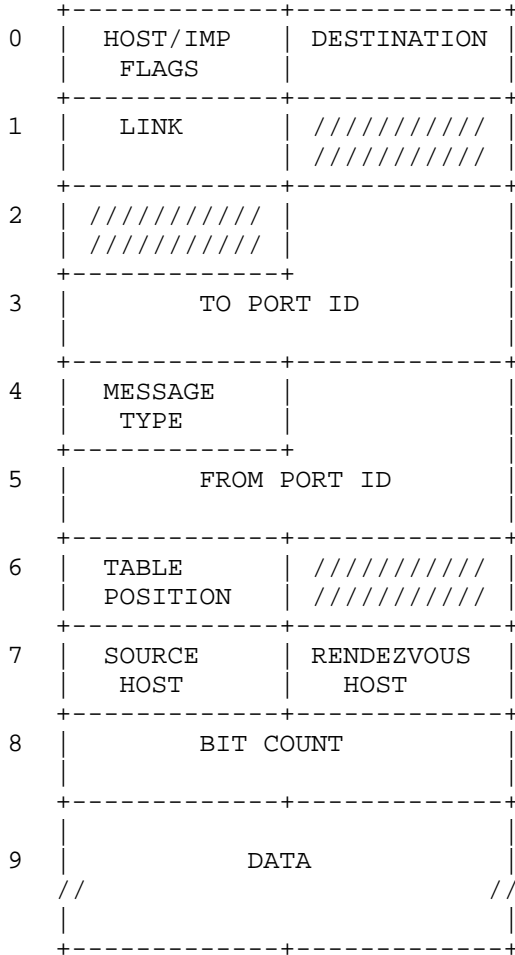 +-------------+-------------+
0 | HOST/IMP | DESTINATION |
| FLAGS | |
+-------------+-------------+
1 | LINK | /////////// |
| | /////////// |
+-------------+-------------+
2 | /////////// | |
| /////////// | |
+-------------+ |
3 | TO PORT ID |
| |
+-------------+-------------+
4 | MESSAGE | |
| TYPE | |
+-------------+ |
5 | FROM PORT ID |
| |
+-------------+-------------+
6 | TABLE | /////////// |
| POSITION | /////////// |
+-------------+-------------+
7 | SOURCE | RENDEZVOUS |
| HOST | HOST |
+-------------+-------------+
8 | BIT COUNT |
| |
+-------------+-------------+
| |
9 | DATA |
// //
| |
+-------------+-------------+